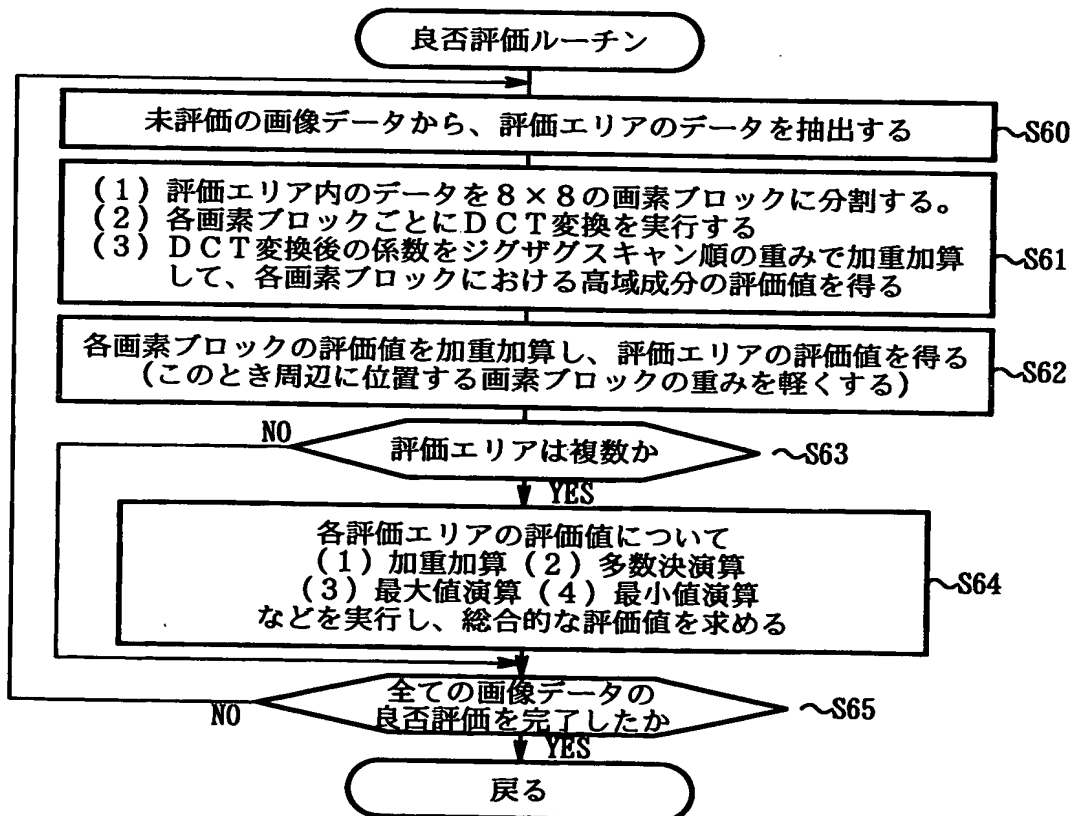 良否評価ルーチン
未評価の画像データから、評価エリアのデータを抽出する
～S60
(1) 評価エリア内のデータを8×8の画素ブロックに分割する。
(2) 各画素ブロックごとにDCT変換を実行する
(3) DCT変換後の係数をジグザグスキャン順の重みで加重加算
して、各画素ブロックにおける高域成分の評価値を得る
～S61
各画素ブロックの評価値を加重加算し、評価エリアの評価値を得る
(このとき周辺に位置する画素ブロックの重みを軽くする)
～S62
NO
評価エリアは複数か
～S63
YES
各評価エリアの評価値について
(1) 加重加算 (2) 多数決演算
(3) 最大値演算 (4) 最小値演算
などを実行し、総合的な評価値を求める
～S64
全ての画像データの
良否評価を完了したか
～S65
NO
YES
戻る